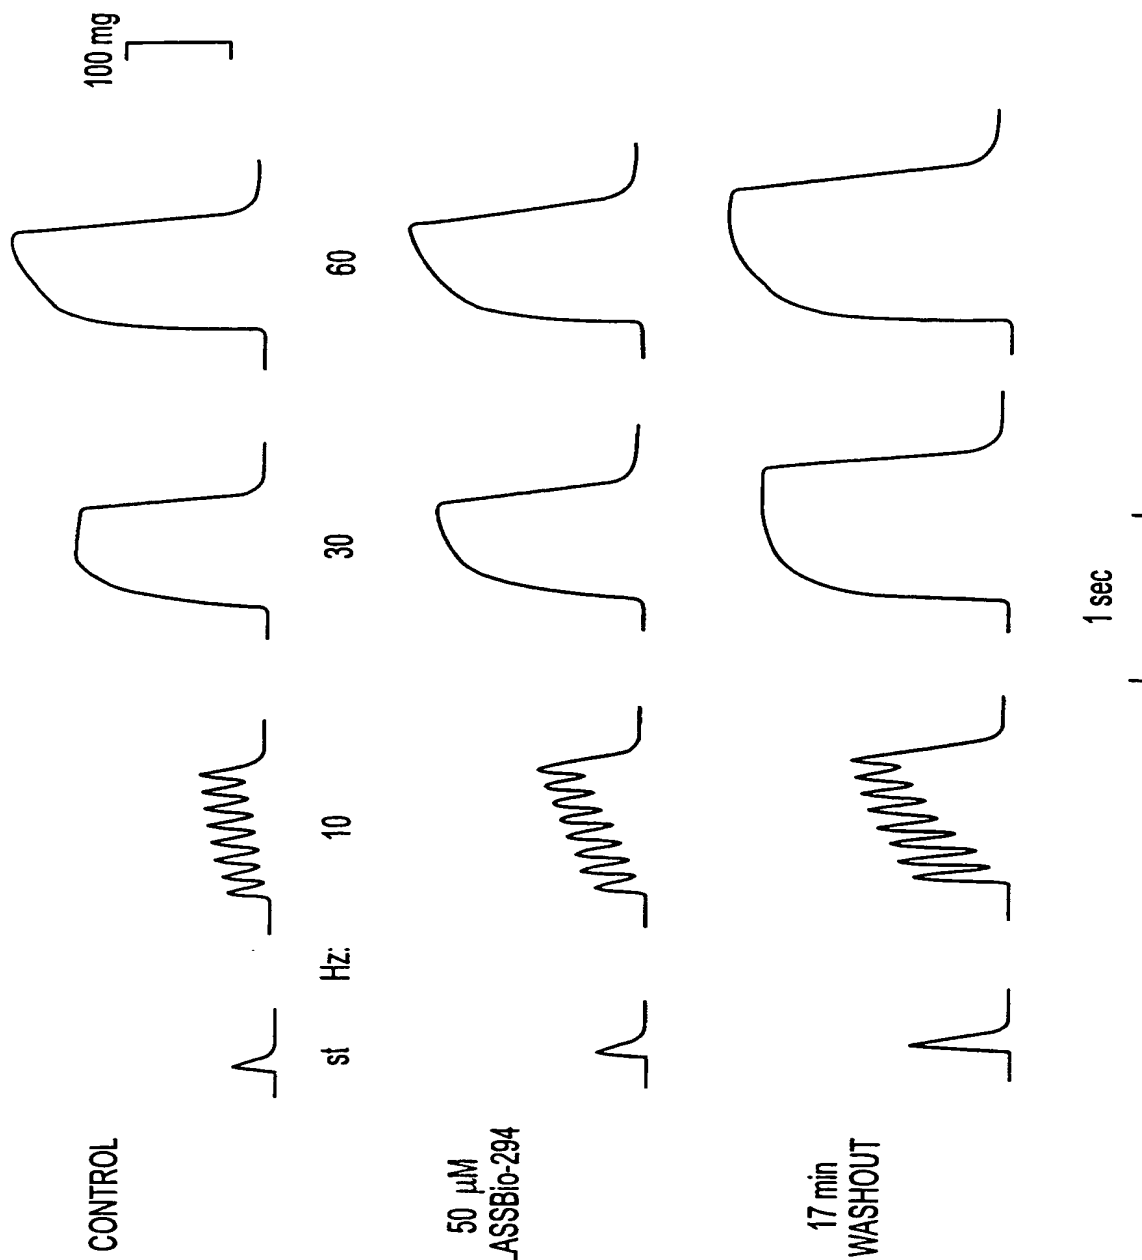 100 mg
CONTROL
st
Hz:
10
30
60
50 μM
ASSBio-294
17 min
WASHOUT
1 sec